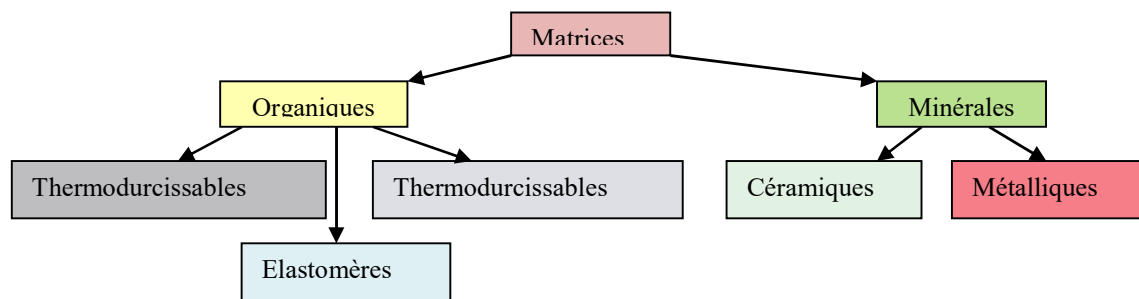 Matrices
Organiques
Minérales
Thermodurcissables
Thermodurcissables
Céramiques
Métalliques
Elastomères